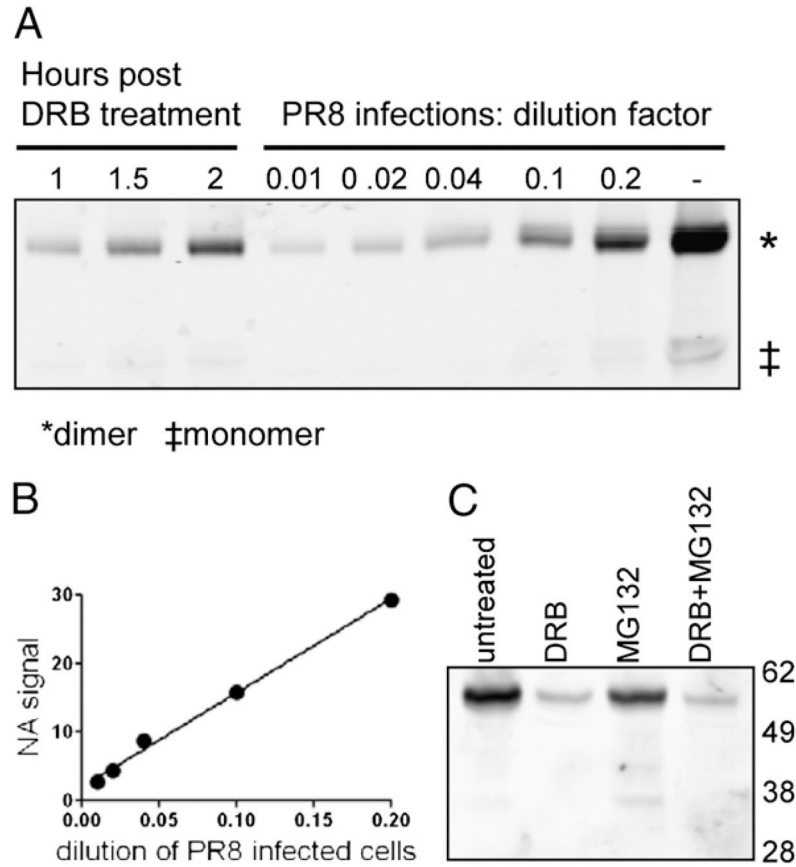 A
Hours post
DRB treatment PR8 infections: dilution factor
1 1.5 2 0.01 0 .02 0.04 0.1 0.2 -
*
‡
*dimer ‡monomer
B
30
20
10
0
NA signal
0.00 0.05 0.10 0.15 0.20
dilution of PR8 infected cells
C
untreated DRB MG132 DRB+MG132
62
49
38
28